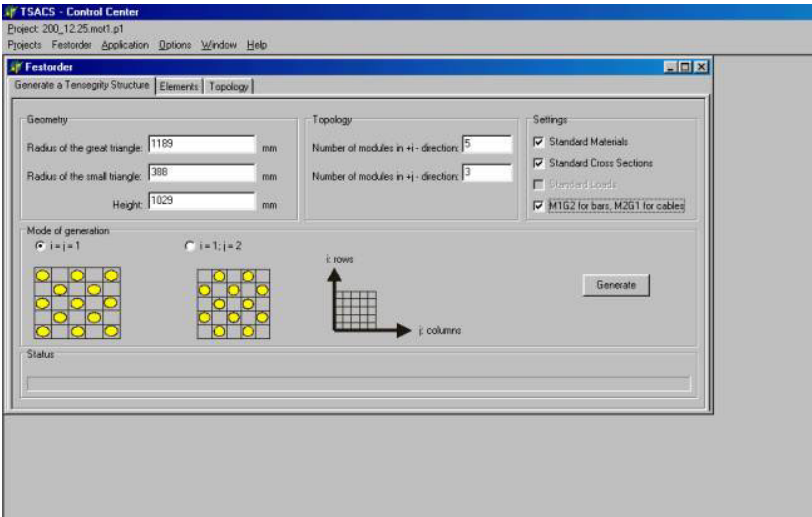 TSACS - Control Center
Project: 200_12.25.mot1.p1
Projects Festorder Application Options Window Help
Festorder
Generate a Tensegrity Structure Elements Topology
Geometry
Radius of the great triangle: 1189 mm
Radius of the small triangle: 388 mm
Height: 1029 mm
Topology
Number of modules in +i - direction: 5
Number of modules in +j - direction: 3
Settings
Standard Materials
Standard Cross Sections
Standard Loads
M1G2 for bars, M2G1 for cables
Mode of generation
i = j = 1
i = 1; j = 2
i: rows
j: columns
Generate
Status